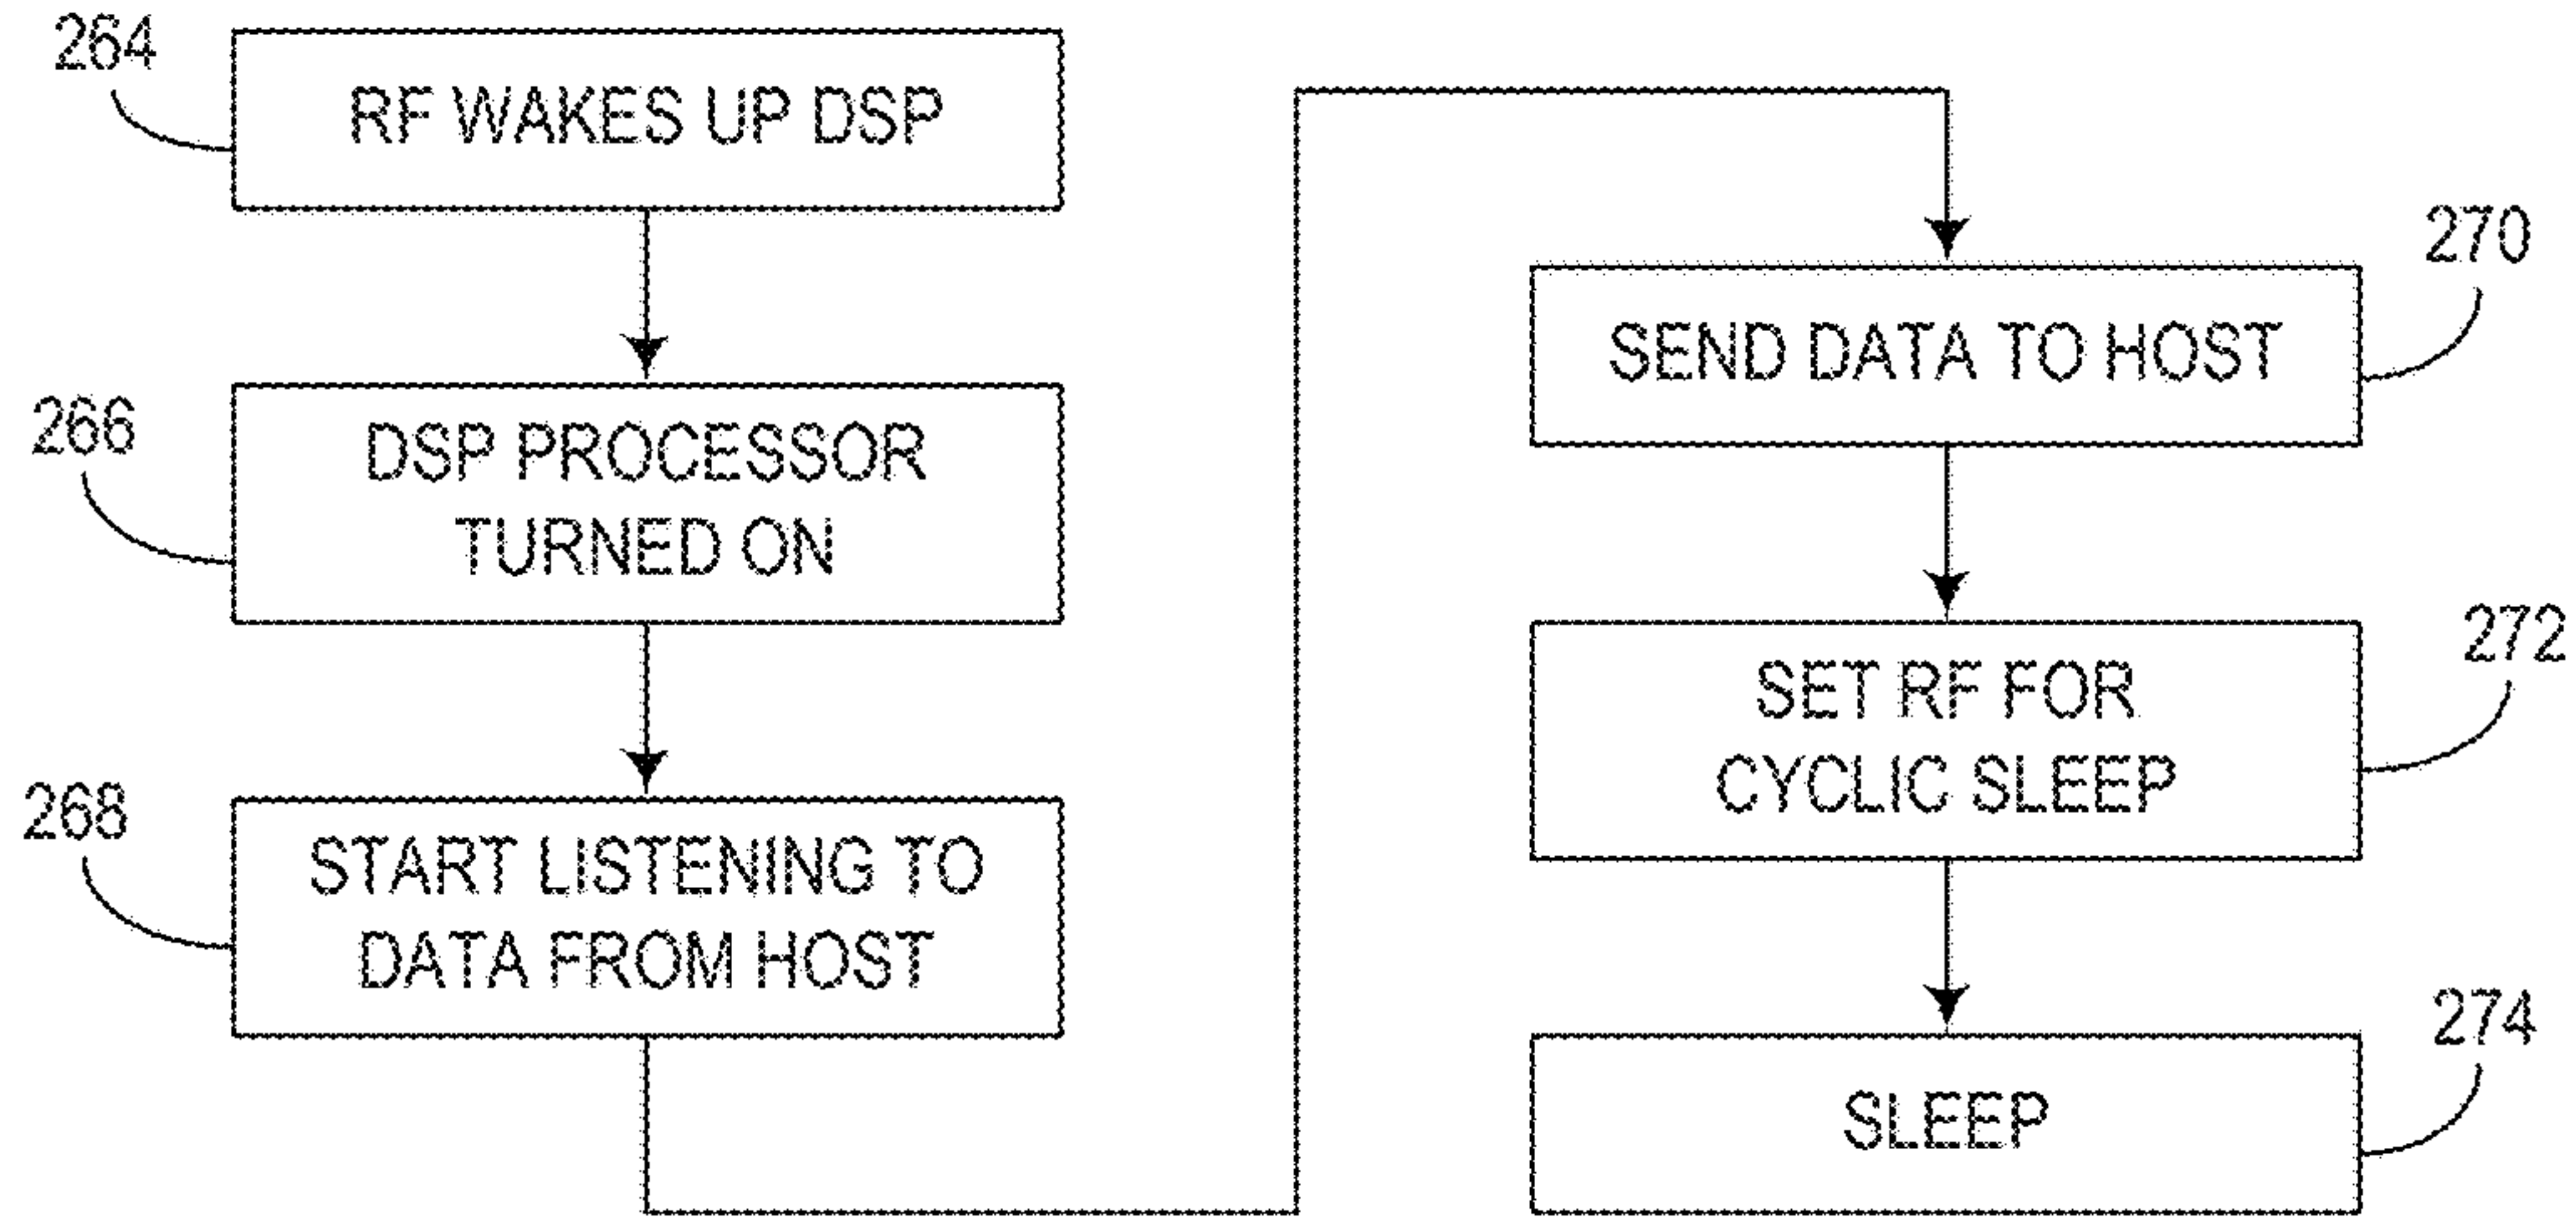 264
RF WAKES UP DSP
266
DSP PROCESSOR
TURNED ON
268
START LISTENING TO
DATA FROM HOST
270
SEND DATA TO HOST
272
SET RF FOR
CYCLIC SLEEP
274
SLEEP